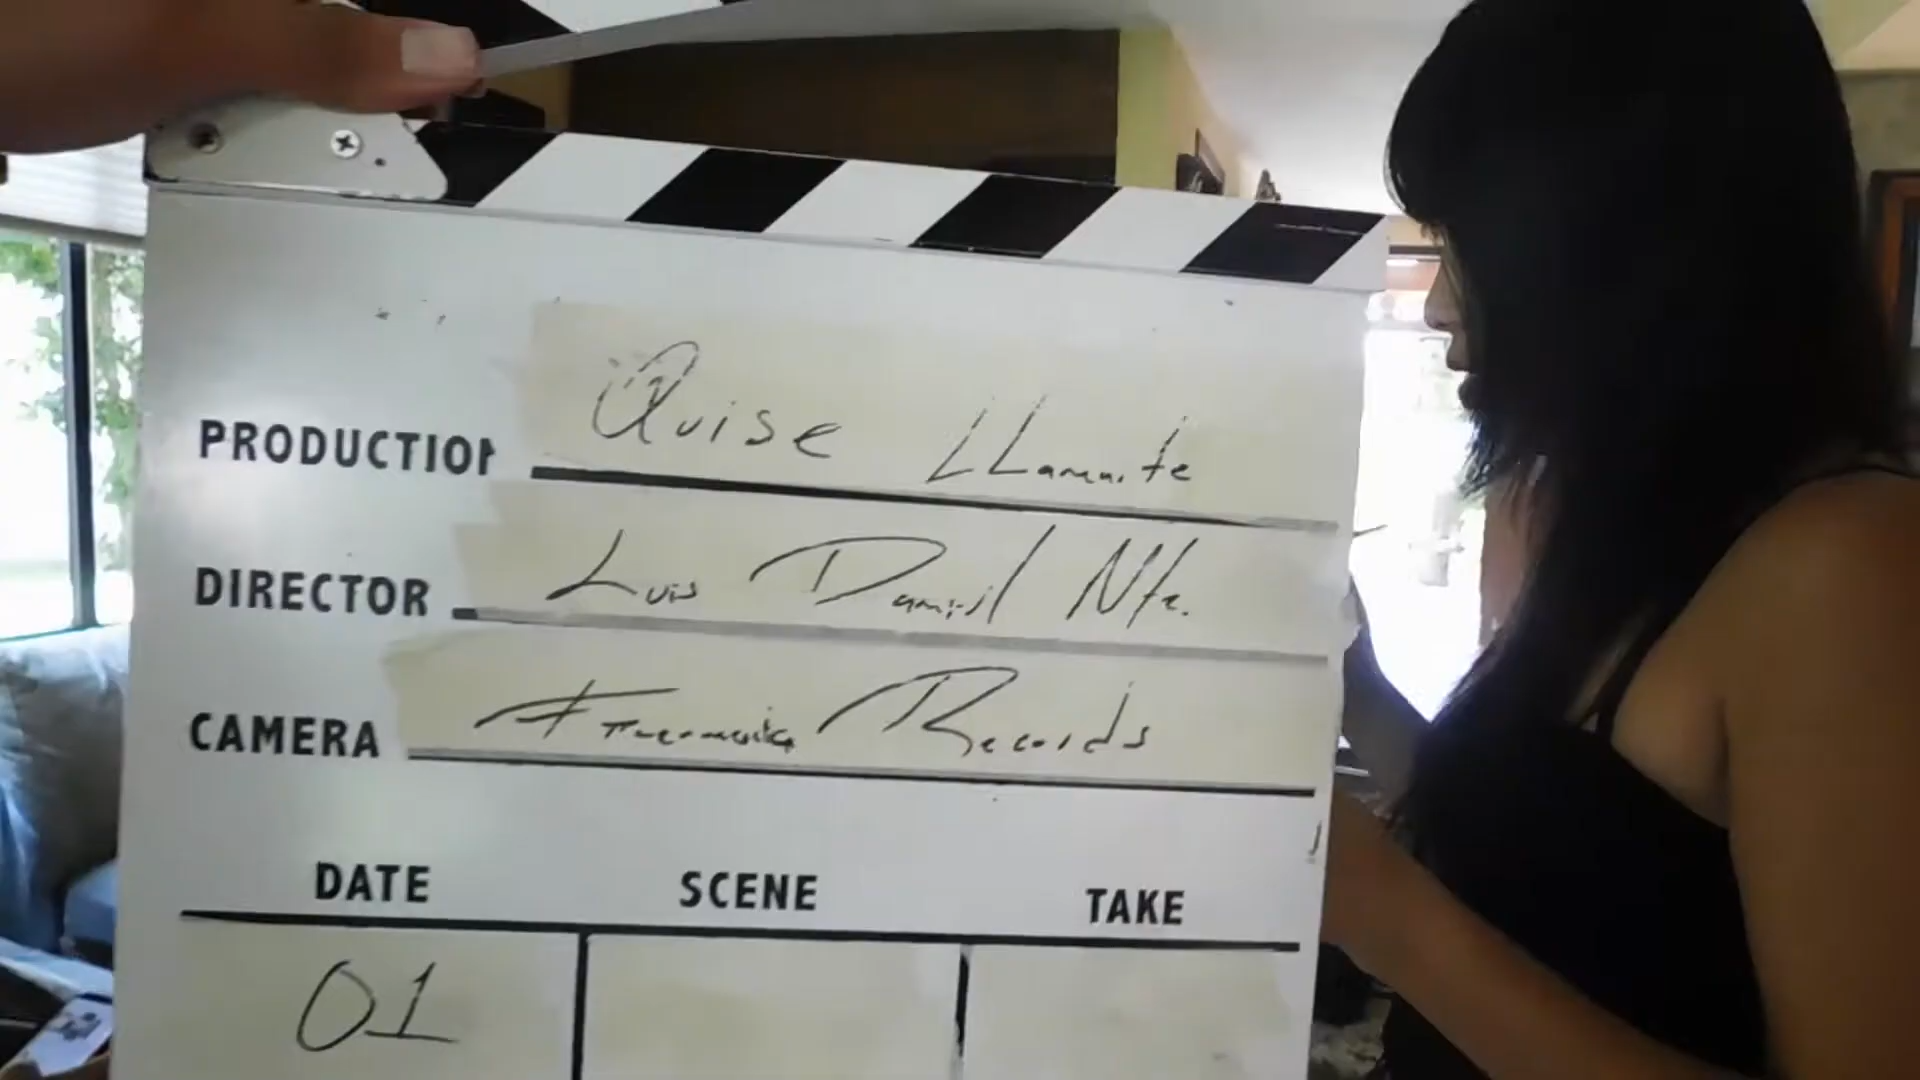 PRODUCTION Quise LLamarte
DIRECTOR Luis Daniel
CAMERA Records
DATE SCENE TAKE
01